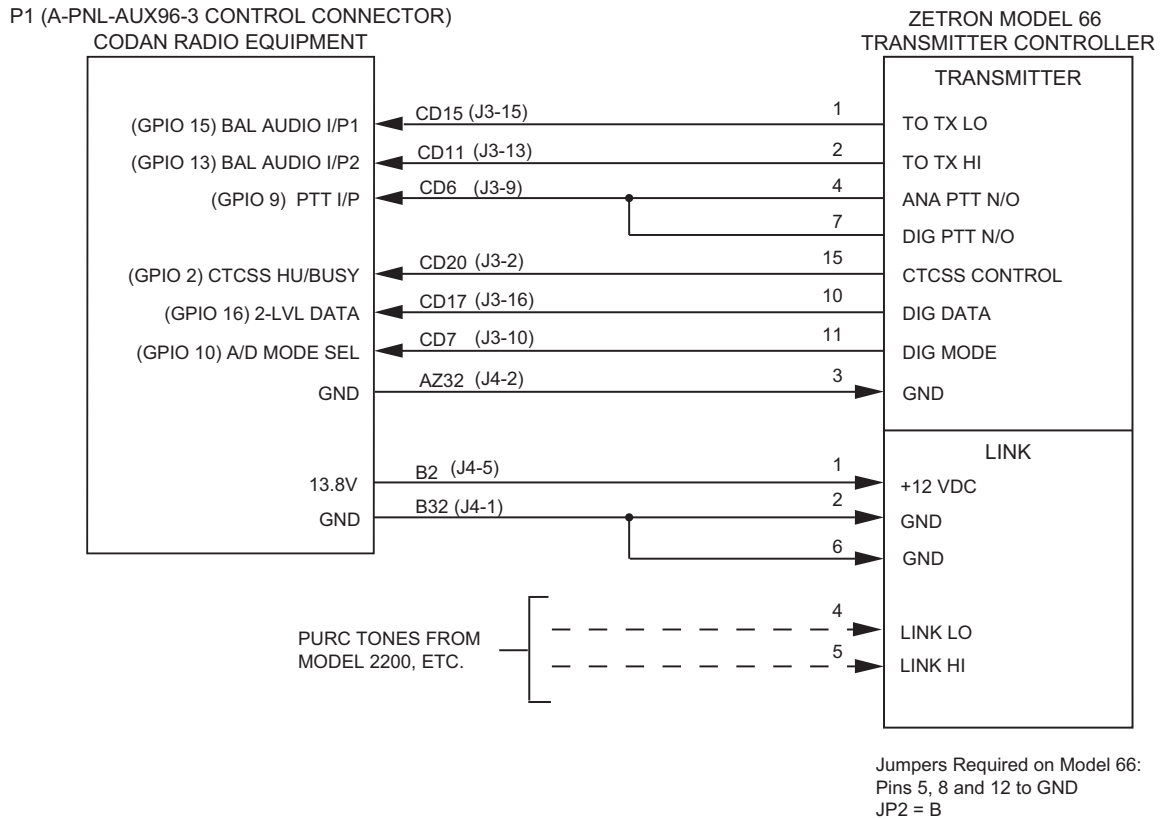 P1 (A-PNL-AUX96-3 CONTROL CONNECTOR)
CODAN RADIO EQUIPMENT
ZETRON MODEL 66
TRANSMITTER CONTROLLER
TRANSMITTER
(GPIO 15) BAL AUDIO I/P1 CD15 (J3-15) 1 TO TX LO
(GPIO 13) BAL AUDIO I/P2 CD11 (J3-13) 2 TO TX HI
(GPIO 9) PTT I/P CD6 (J3-9) 4 ANA PTT N/O
7 DIG PTT N/O
(GPIO 2) CTCSS HU/BUSY CD20 (J3-2) 15 CTCSS CONTROL
(GPIO 16) 2-LVL DATA CD17 (J3-16) 10 DIG DATA
(GPIO 10) A/D MODE SEL CD7 (J3-10) 11 DIG MODE
GND AZ32 (J4-2) 3 GND
LINK
13.8V B2 (J4-5) 1 +12 VDC
GND B32 (J4-1) 2 GND
6 GND
PURC TONES FROM
MODEL 2200, ETC.
4 LINK LO
5 LINK HI
Jumpers Required on Model 66:
Pins 5, 8 and 12 to GND
JP2 = B